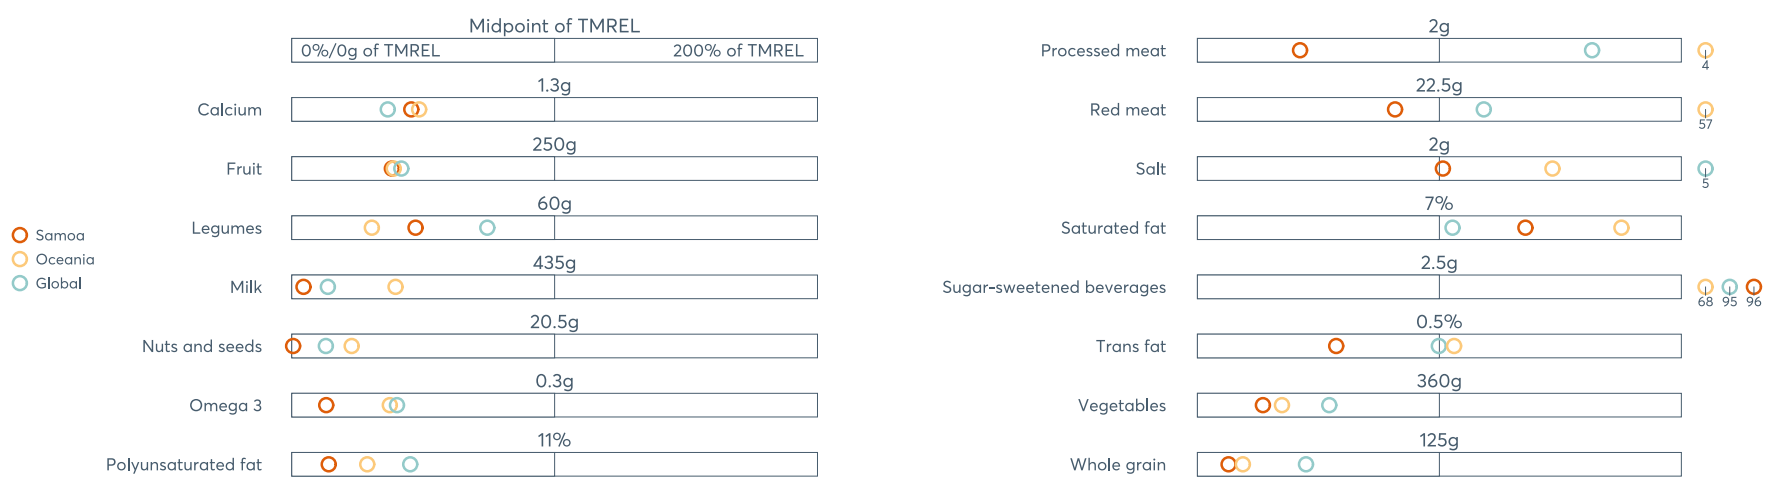 Midpoint of TMREL
0%/0g of TMREL 200% of TMREL
1.3g
Calcium
250g
Fruit
60g
Legumes
435g
Milk
20.5g
Nuts and seeds
0.3g
Omega 3
11%
Polyunsaturated fat
Samoa
Oceania
Global
2g
Processed meat
4
22.5g
Red meat
57
2g
Salt
5
7%
Saturated fat
2.5g
Sugar-sweetened beverages
68 95 96
0.5%
Trans fat
360g
Vegetables
125g
Whole grain